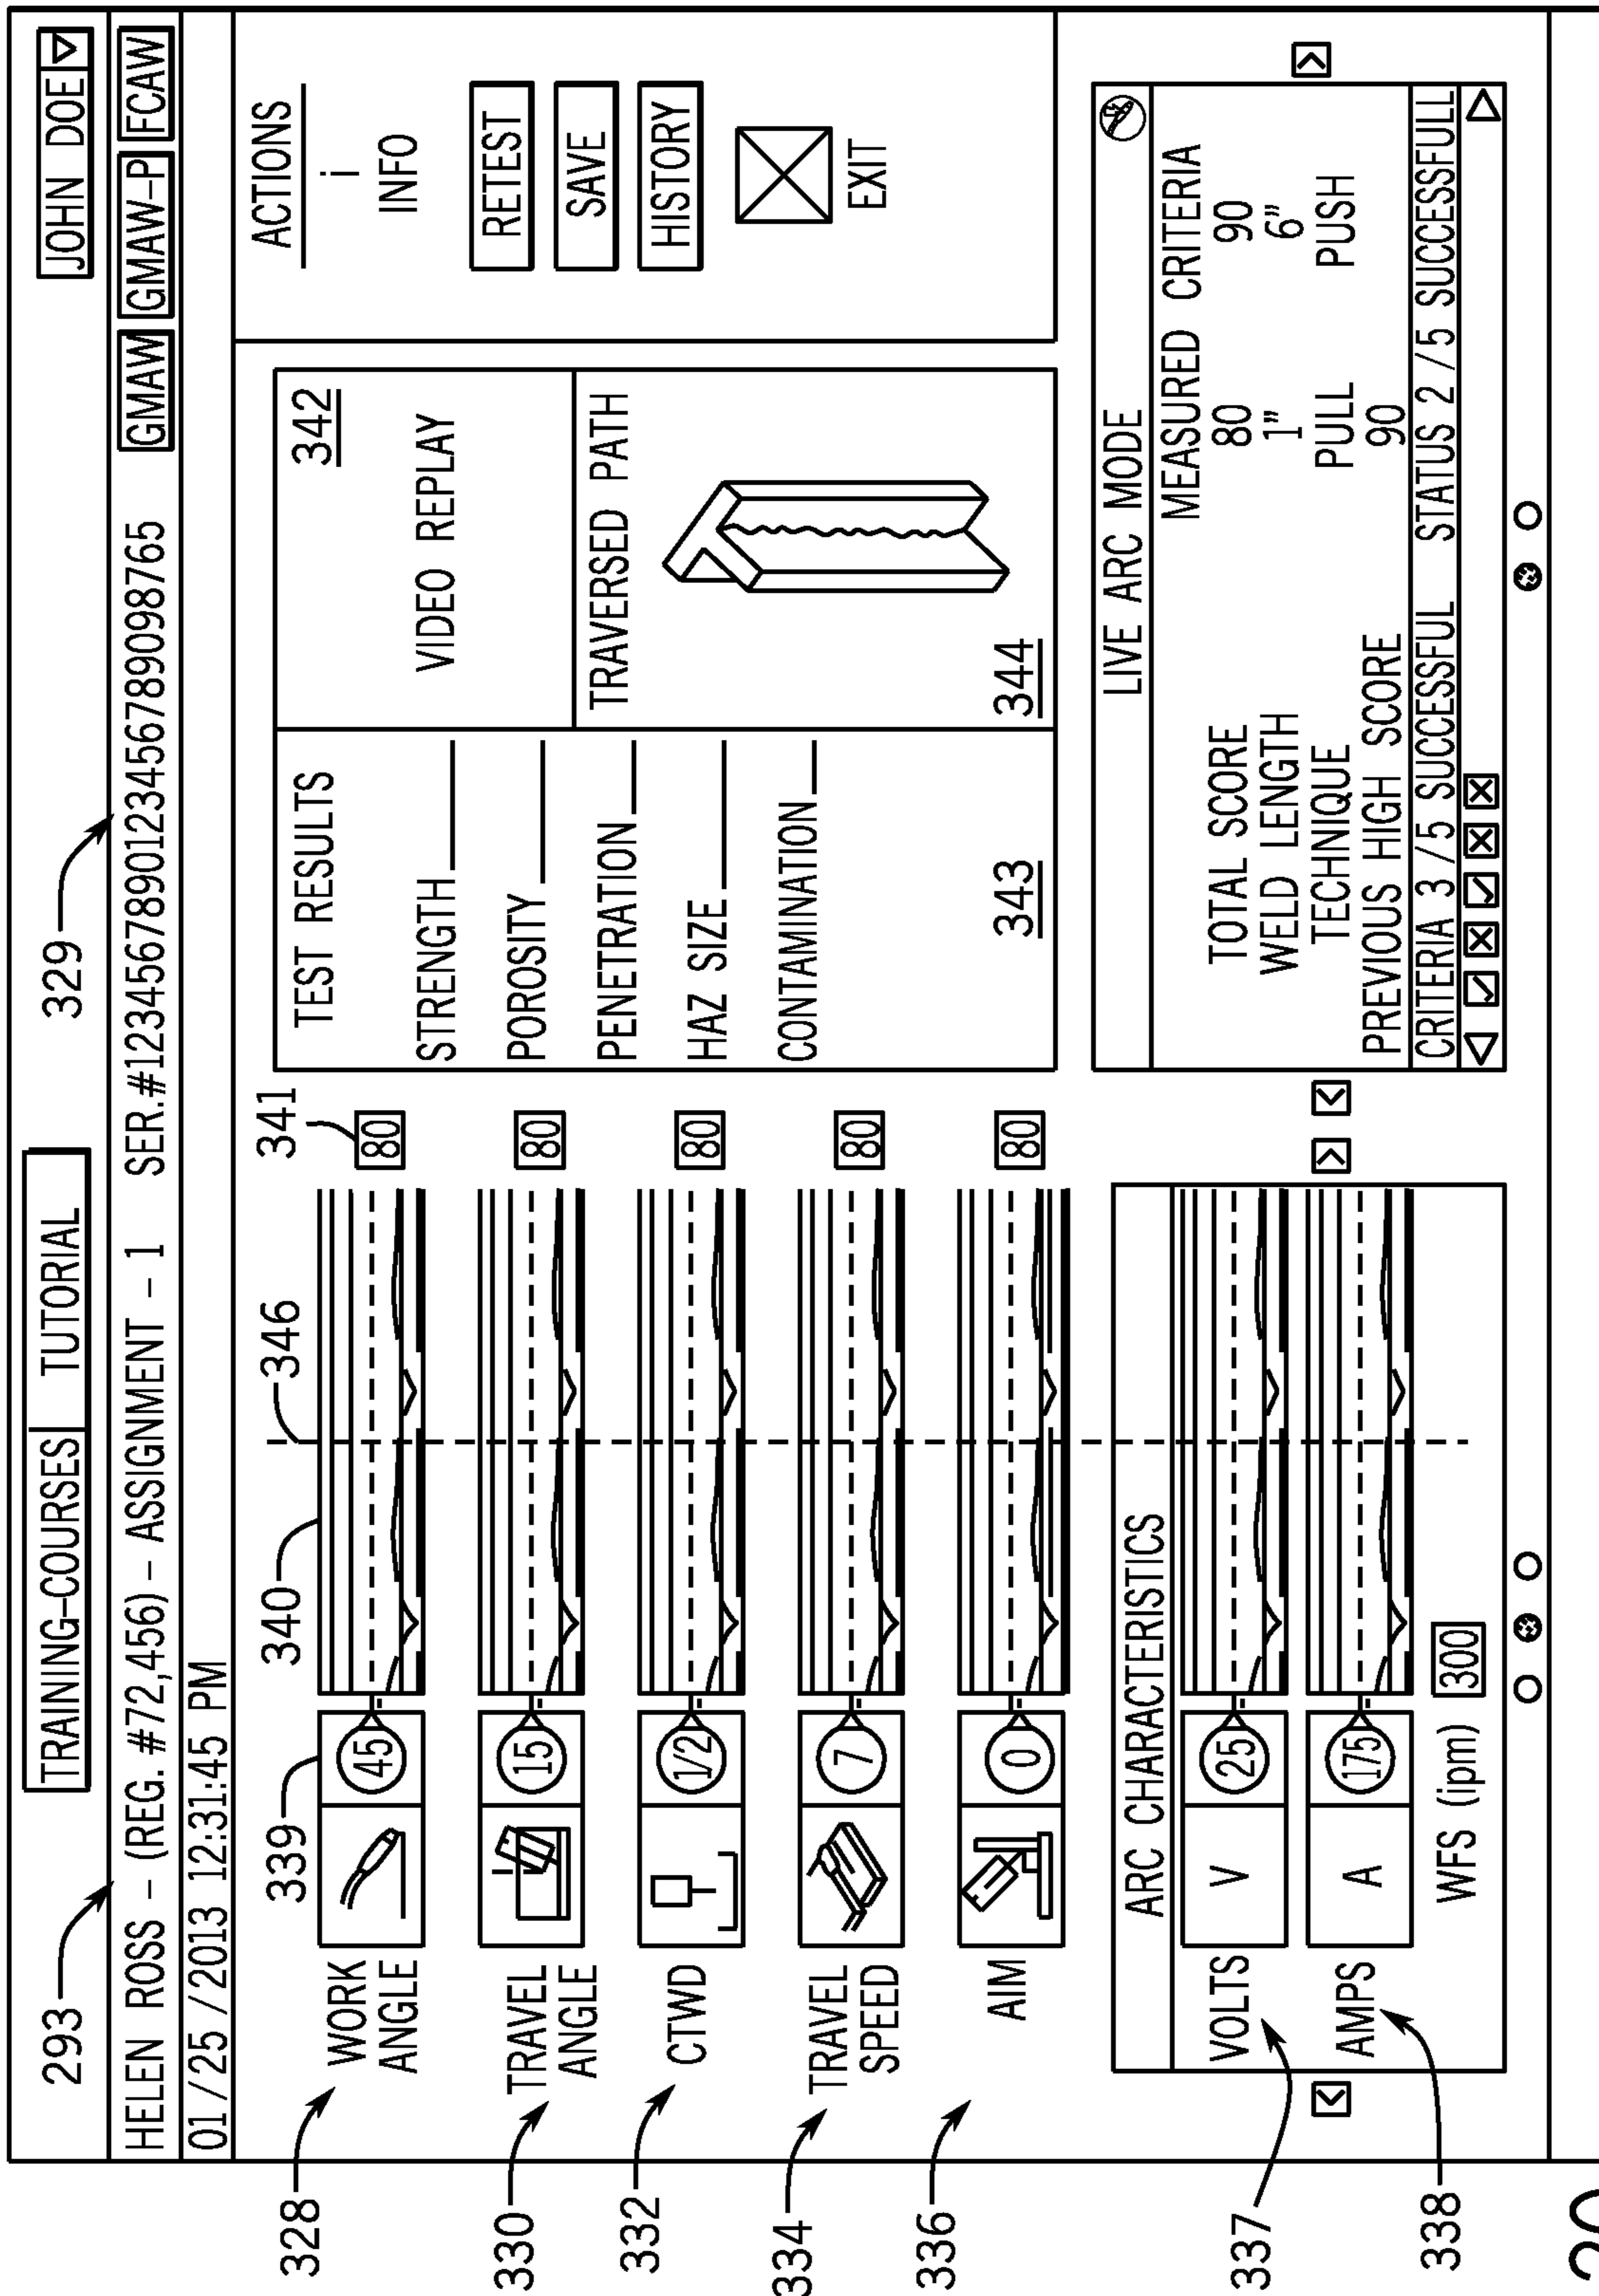 293
329
TRAINING-COURSES TUTORIAL
JOHN DOE
HELEN ROSS - (REG. #72,456) - ASSIGNMENT - 1 SER.#123456789012345678909876​5
GMAW GMAW-P FCAW
01/25/2013 12:31:45 PM
328
WORK
ANGLE
339
45
340
346
341
80
330
TRAVEL
ANGLE
15
80
332
CTWD
1/2
80
334
TRAVEL
SPEED
7
80
336
AIM
0
80
TEST RESULTS
STRENGTH
POROSITY
PENETRATION
HAZ SIZE
CONTAMINATION
343
342
VIDEO REPLAY
TRAVERSED PATH
344
ACTIONS
i
INFO
RETEST
SAVE
HISTORY
EXIT
ARC CHARACTERISTICS
337
VOLTS V 25
338
AMPS A 175
WFS (ipm) 300
LIVE ARC MODE
MEASURED CRITERIA
TOTAL SCORE 80 90
WELD LENGTH 1" 6"
TECHNIQUE PULL PUSH
PREVIOUS HIGH SCORE 90
CRITERIA 3 /5 SUCCESSFUL STATUS 2 /5 SUCCESSFULL